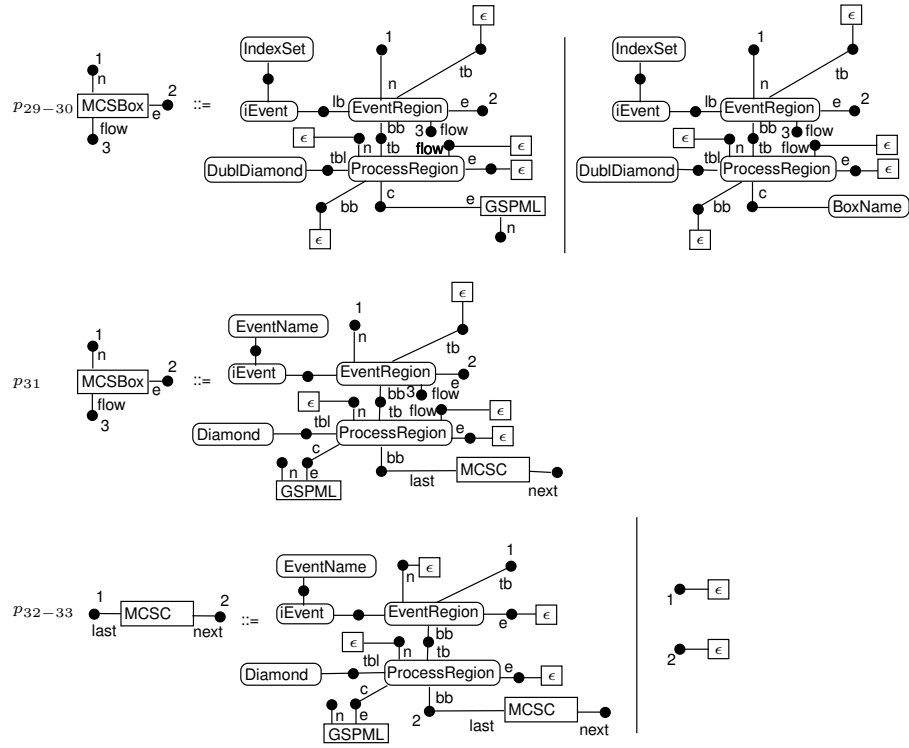 ϵ ϵ
1 1
IndexSet IndexSet
1 tb tb
n n n
p29−30 MCSBox 2 ::= iEvent lb EventRegion e 2 iEvent lb EventRegion e 2
e
flow ϵ bb 3 flow ϵ ϵ bb 3 flow ϵ
3 n tb flow n tb flow
DublDiamond tbl ProcessRegion e ϵ DublDiamond tbl ProcessRegion e ϵ
bb c e GSPML bb c BoxName
ϵ n ϵ
ϵ
1
EventName
1 n
n tb
p31 MCSBox 2 ::= iEvent EventRegion 2
e e
flow ϵ bb 3 flow ϵ
3 n tb flow
Diamond tbl ProcessRegion e ϵ
c bb
n e MCSC
GSPML last next
EventName n ϵ 1
tb
1 ϵ
p32−33 1 MCSC 2 ::= iEvent EventRegion e ϵ
last next
ϵ bb
n tb 2 ϵ
Diamond tbl ProcessRegion e ϵ
c bb
n e 2 MCSC
GSPML last next